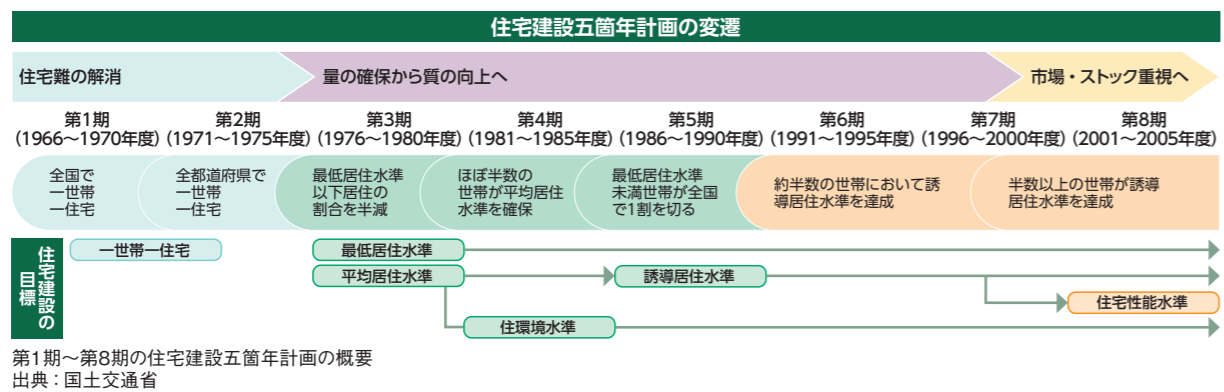 住宅建設五箇年計画の変遷
住宅難の解消
量の確保から質の向上へ
市場・ストック重視へ
第1期
(1966～1970年度)
第2期
(1971～1975年度)
第3期
(1976～1980年度)
第4期
(1981～1985年度)
第5期
(1986～1990年度)
第6期
(1991～1995年度)
第7期
(1996～2000年度)
第8期
(2001～2005年度)
全国で
一世帯
一住宅
全都道府県で
一世帯
一住宅
最低居住水準
以下居住の
割合を半減
ほぼ半数の
世帯が平均居住
水準を確保
最低居住水準
未満世帯が全国
で1割を切る
約半数の世帯において誘
導居住水準を達成
半数以上の世帯が誘導
居住水準を達成
住宅建設の
目標
一世帯一住宅
最低居住水準
平均居住水準
誘導居住水準
住宅性能水準
住環境水準
第1期～第8期の住宅建設五箇年計画の概要
出典：国土交通省